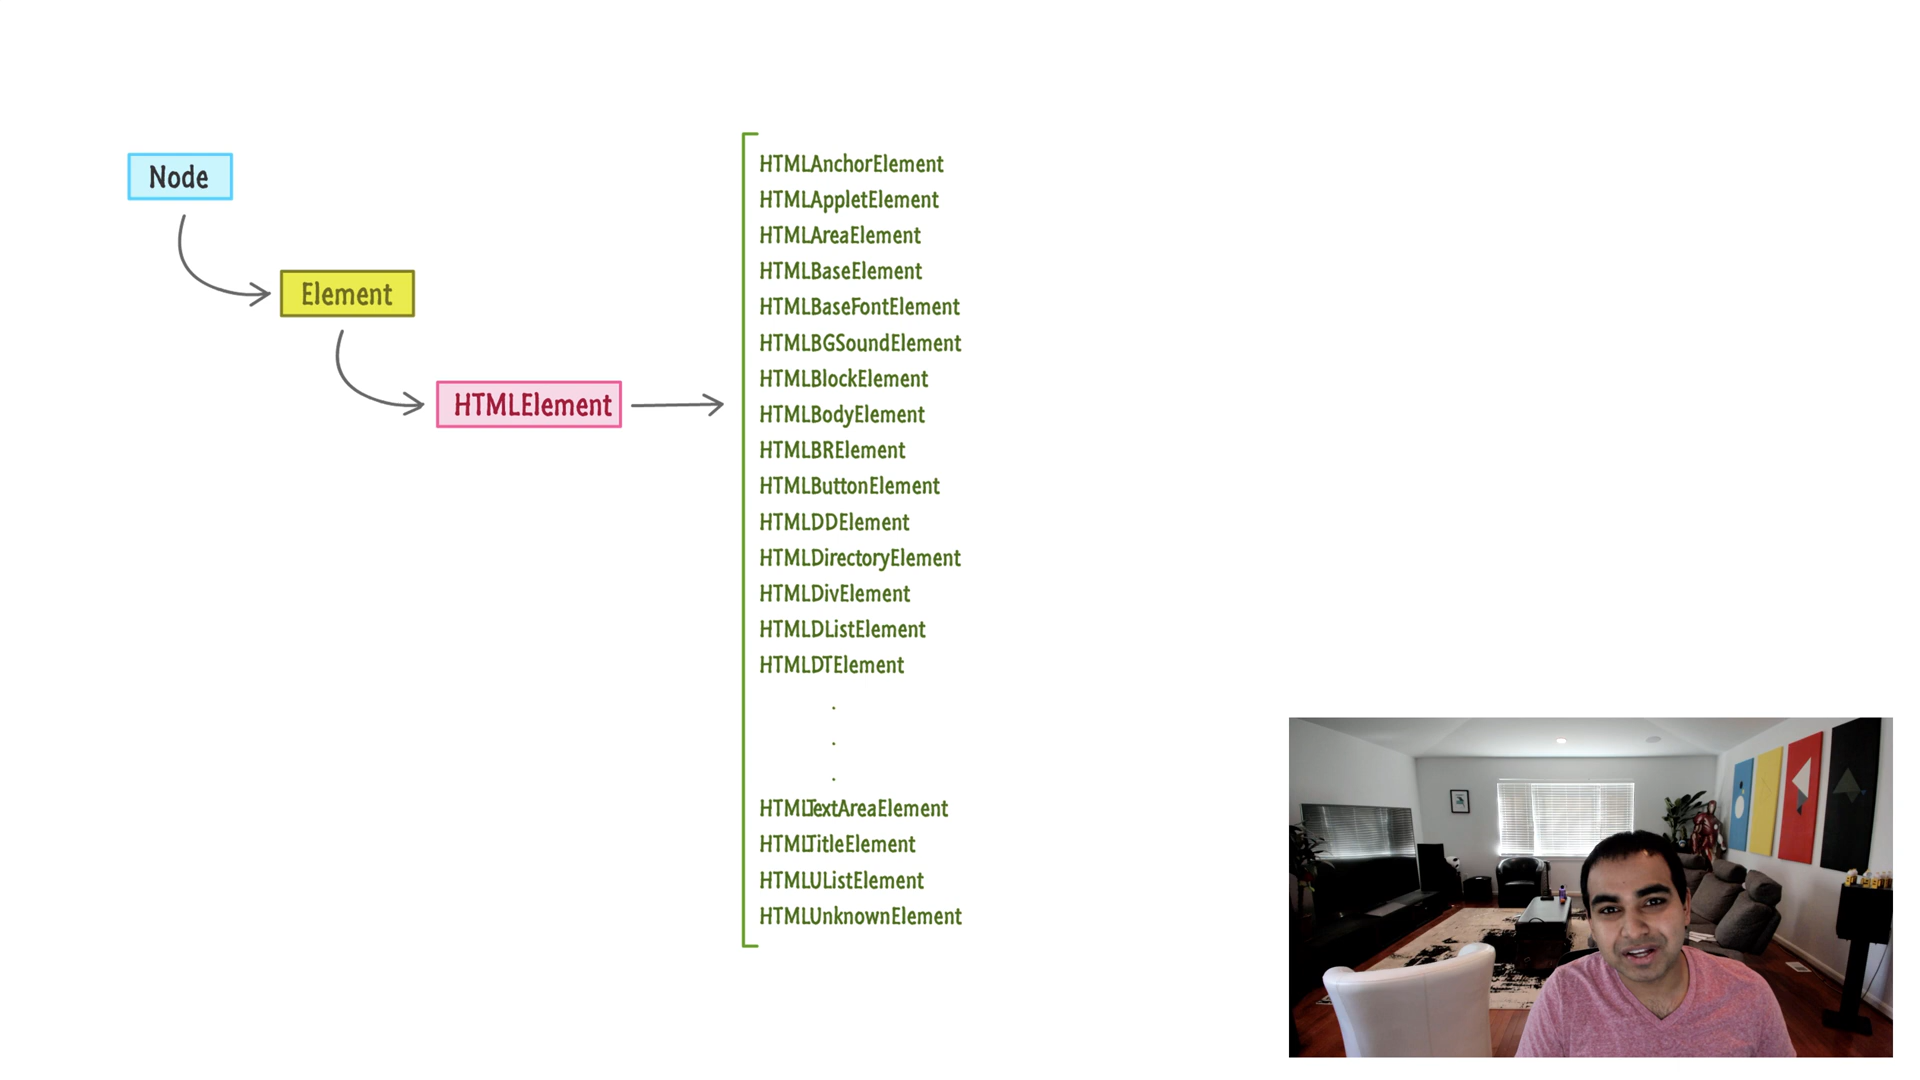 Node
Element
HTMLElement
HTMLAnchorElement
HTMLAppletElement
HTMLAreaElement
HTMLBaseElement
HTMLBaseFontElement
HTMLBGSoundElement
HTMLBlockElement
HTMLBodyElement
HTMLBRElement
HTMLButtonElement
HTMLDDElement
HTMLDirectoryElement
HTMLDivElement
HTMLDListElement
HTMLDTElement
.
.
.
HTMLTextAreaElement
HTMLTitleElement
HTMLUListElement
HTMLUnknownElement